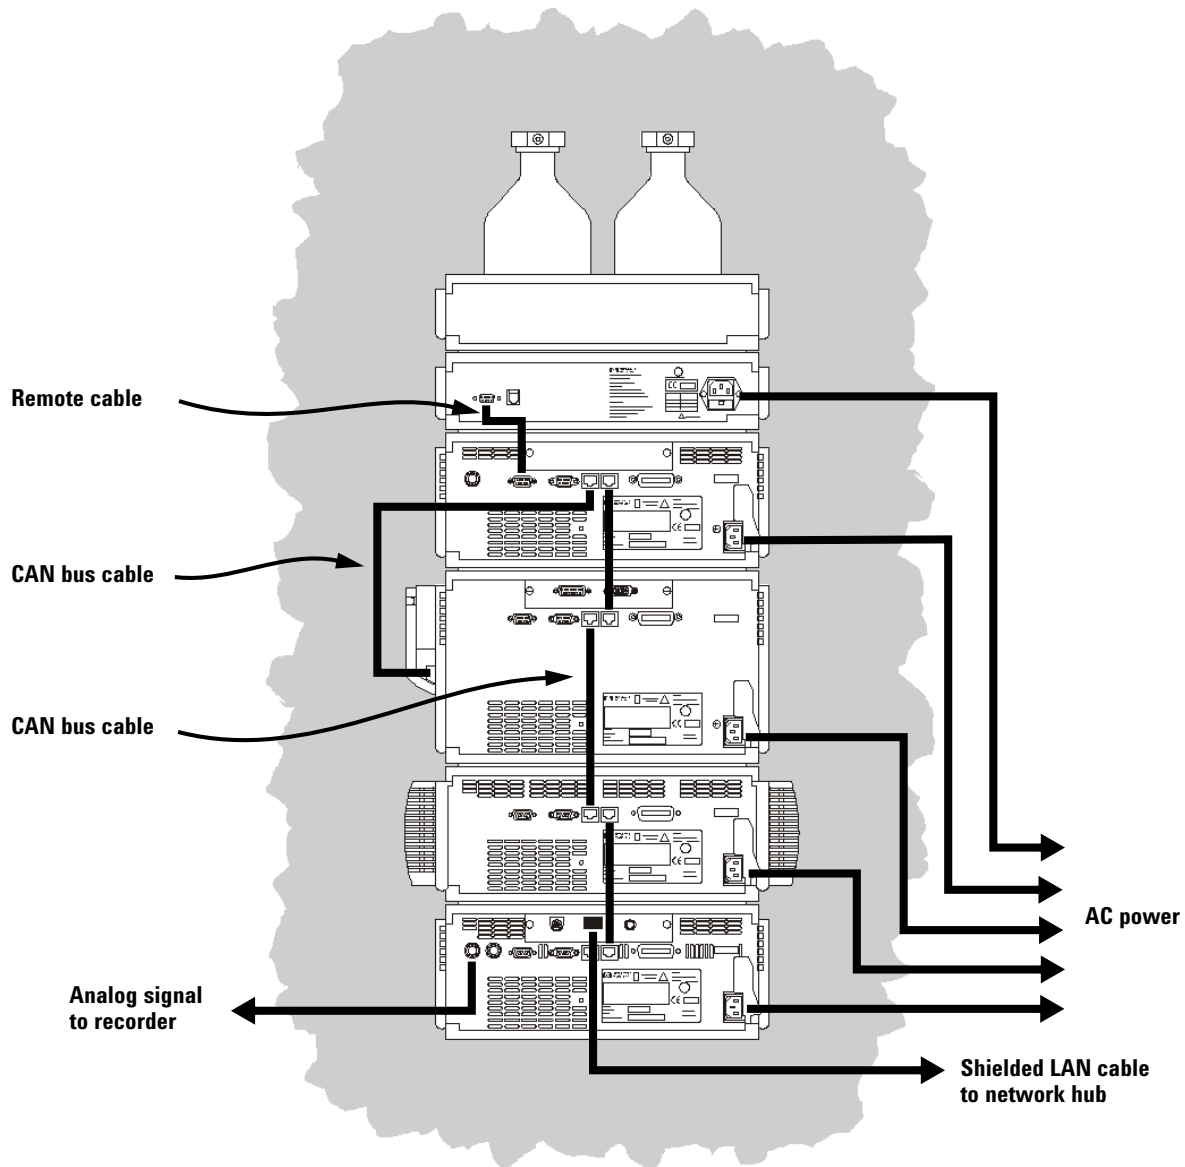 Remote cable
CAN bus cable
CAN bus cable
AC power
Analog signal
to recorder
Shielded LAN cable
to network hub